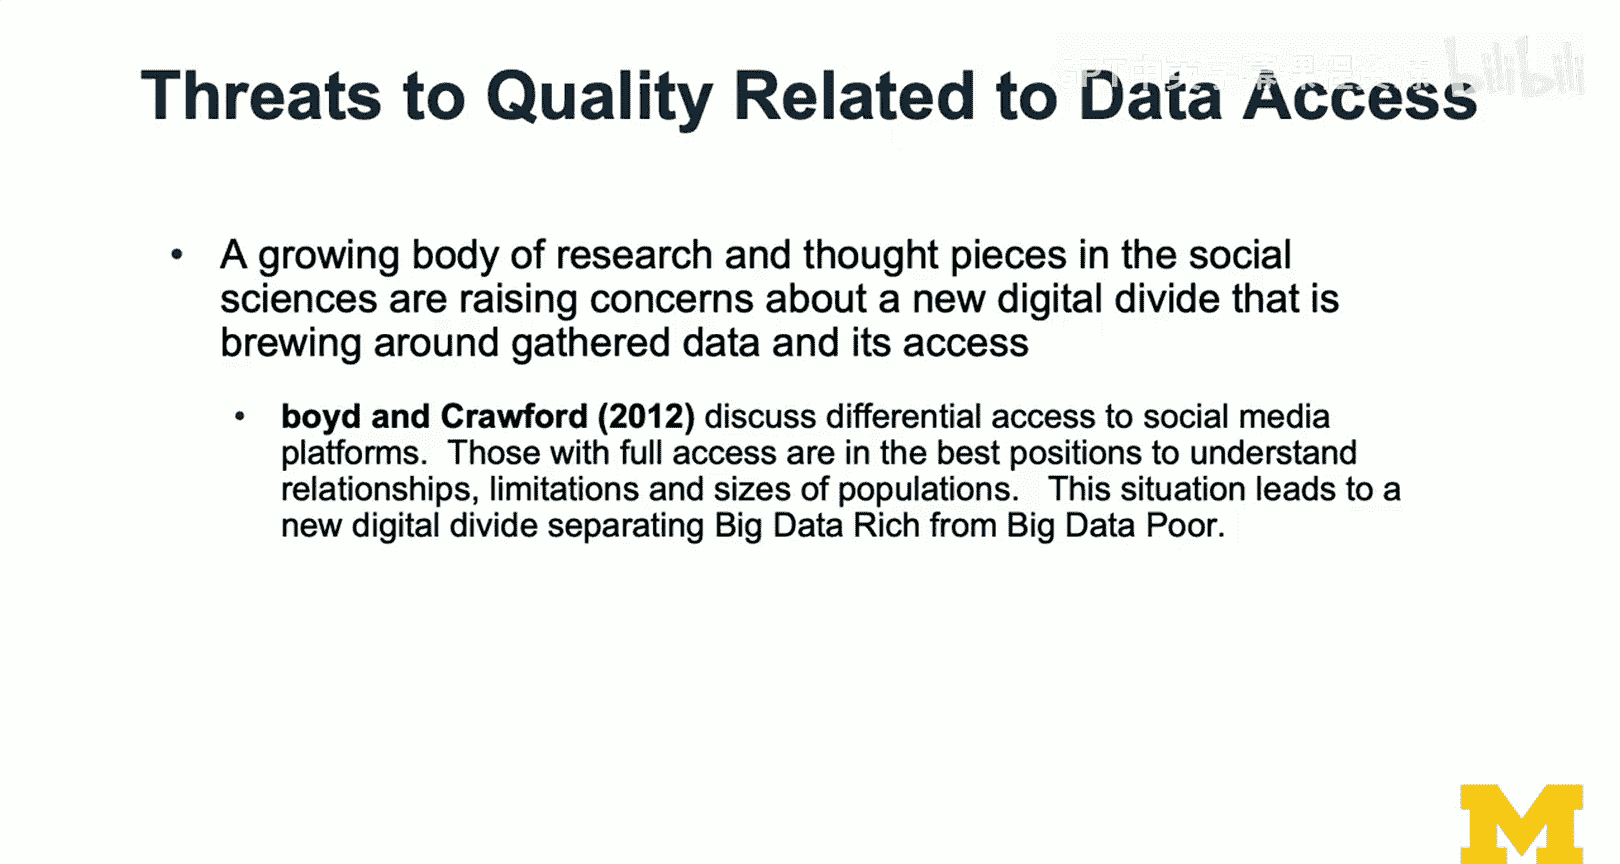 Threats to Quality Related to Data Access
bilibili
• A growing body of research and thought pieces in the social
sciences are raising concerns about a new digital divide that is
brewing around gathered data and its access
• boyd and Crawford (2012) discuss differential access to social media
platforms. Those with full access are in the best positions to understand
relationships, limitations and sizes of populations. This situation leads to a
new digital divide separating Big Data Rich from Big Data Poor.
M